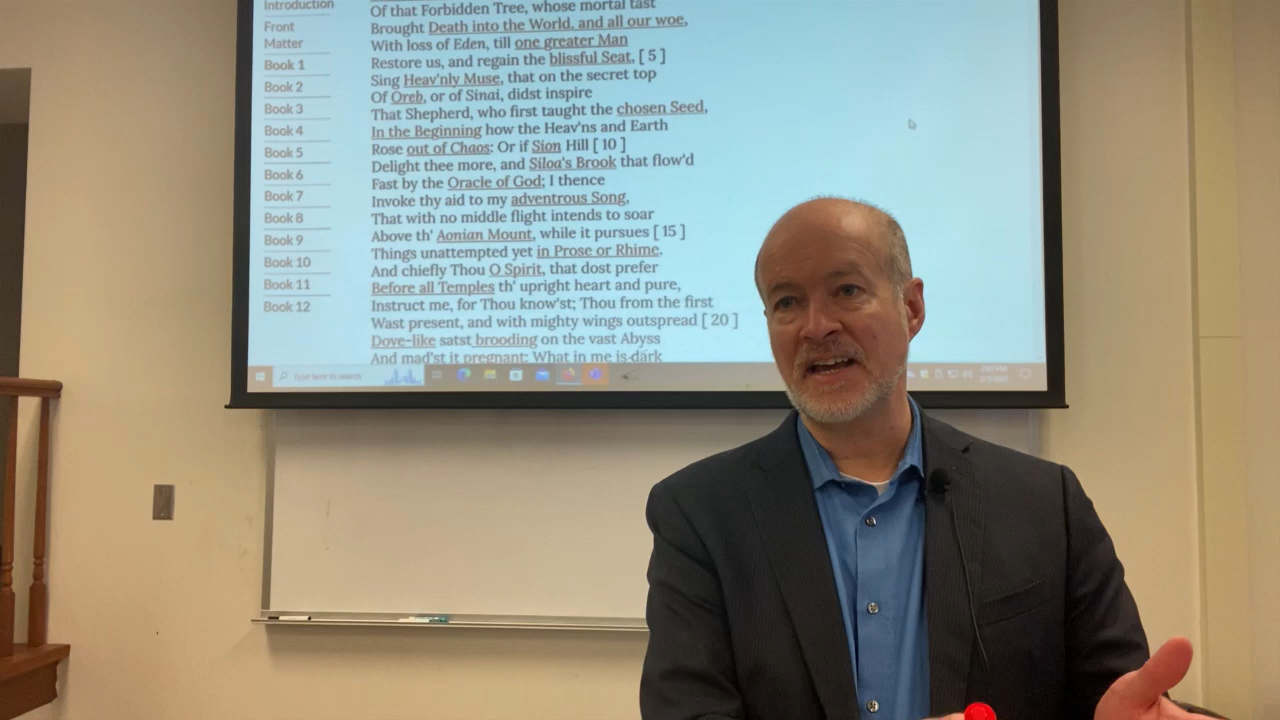 Introduction
Front
Matter
Book 1
Book 2
Book 3
Book 4
Book 5
Book 6
Book 7
Book 8
Book 9
Book 10
Book 11
Book 12
Of that Forbidden Tree, whose mortal tast
Brought Death into the World, and all our woe,
With loss of Eden, till one greater Man
Restore us, and regain the blissful Seat, [ 5 ]
Sing Heav'nly Muse, that on the secret top
Of Oreb, or of Sinai, didst inspire
That Shepherd, who first taught the chosen Seed,
In the Beginning how the Heav'ns and Earth
Rose out of Chaos: Or if Sion Hill [ 10 ]
Delight thee more, and Siloa's Brook that flow'd
Fast by the Oracle of God; I thence
Invoke thy aid to my adventrous Song,
That with no middle flight intends to soar
Above th' Aonian Mount, while it pursues [ 15 ]
Things unattempted yet in Prose or Rhime.
And chiefly Thou O Spirit, that dost prefer
Before all Temples th' upright heart and pure,
Instruct me, for Thou know'st; Thou from the first
Wast present, and with mighty wings outspread [ 20 ]
Dove-like satst brooding on the vast Abyss
And mad'st it pregnant: What in me is dark
Type here to search